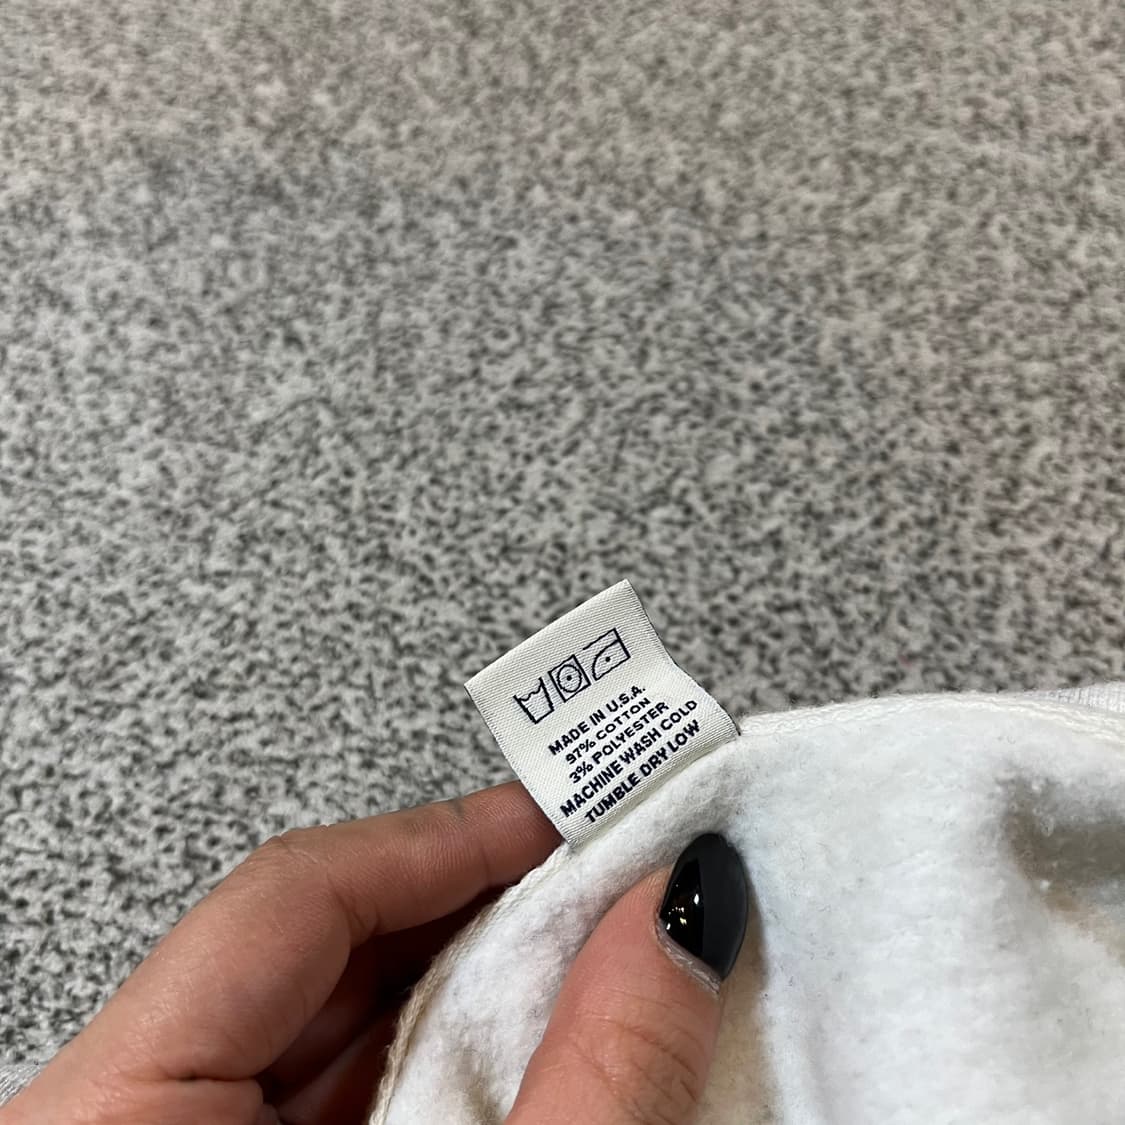 MADE IN U.S.A.
97% COTTON
3% POLYESTER
MACHINE WASH COLD
TUMBLE DRY LOW